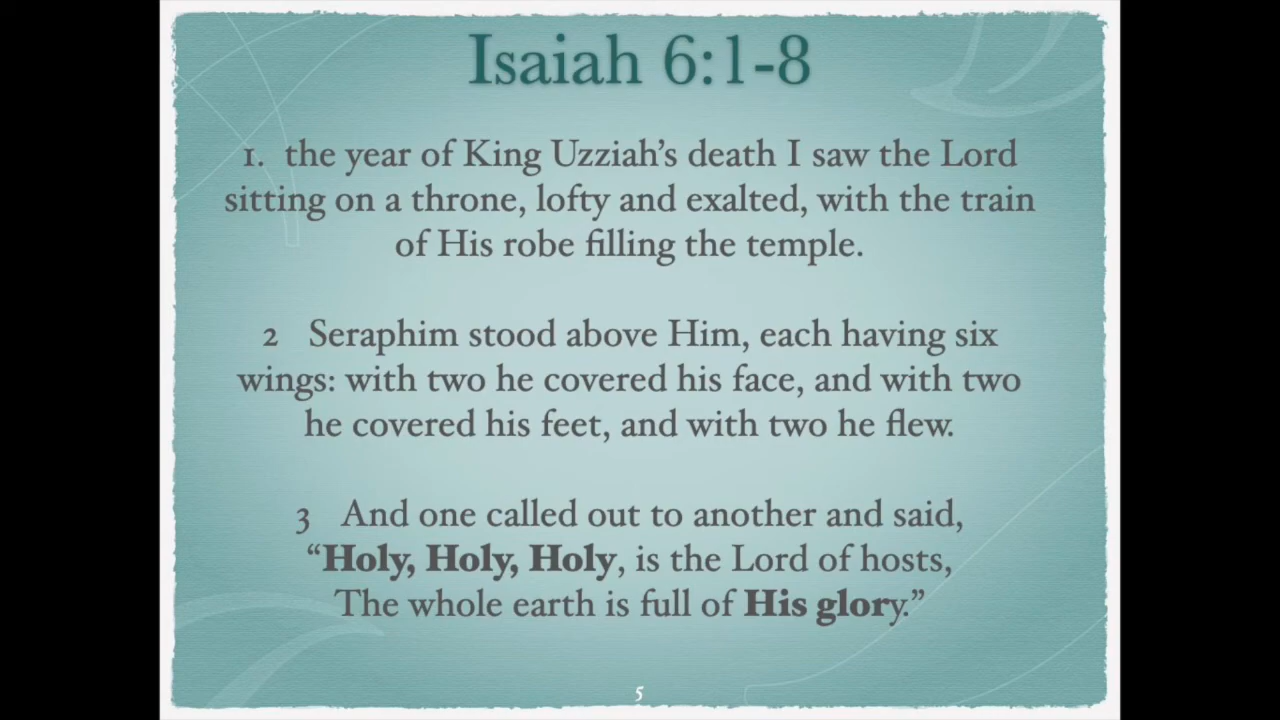 Isaiah 6:1-8
1. the year of King Uzziah’s death I saw the Lord
sitting on a throne, lofty and exalted, with the train
of His robe filling the temple.
2 Seraphim stood above Him, each having six
wings: with two he covered his face, and with two
he covered his feet, and with two he flew.
3 And one called out to another and said,
“Holy, Holy, Holy, is the Lord of hosts,
The whole earth is full of His glory.”
5